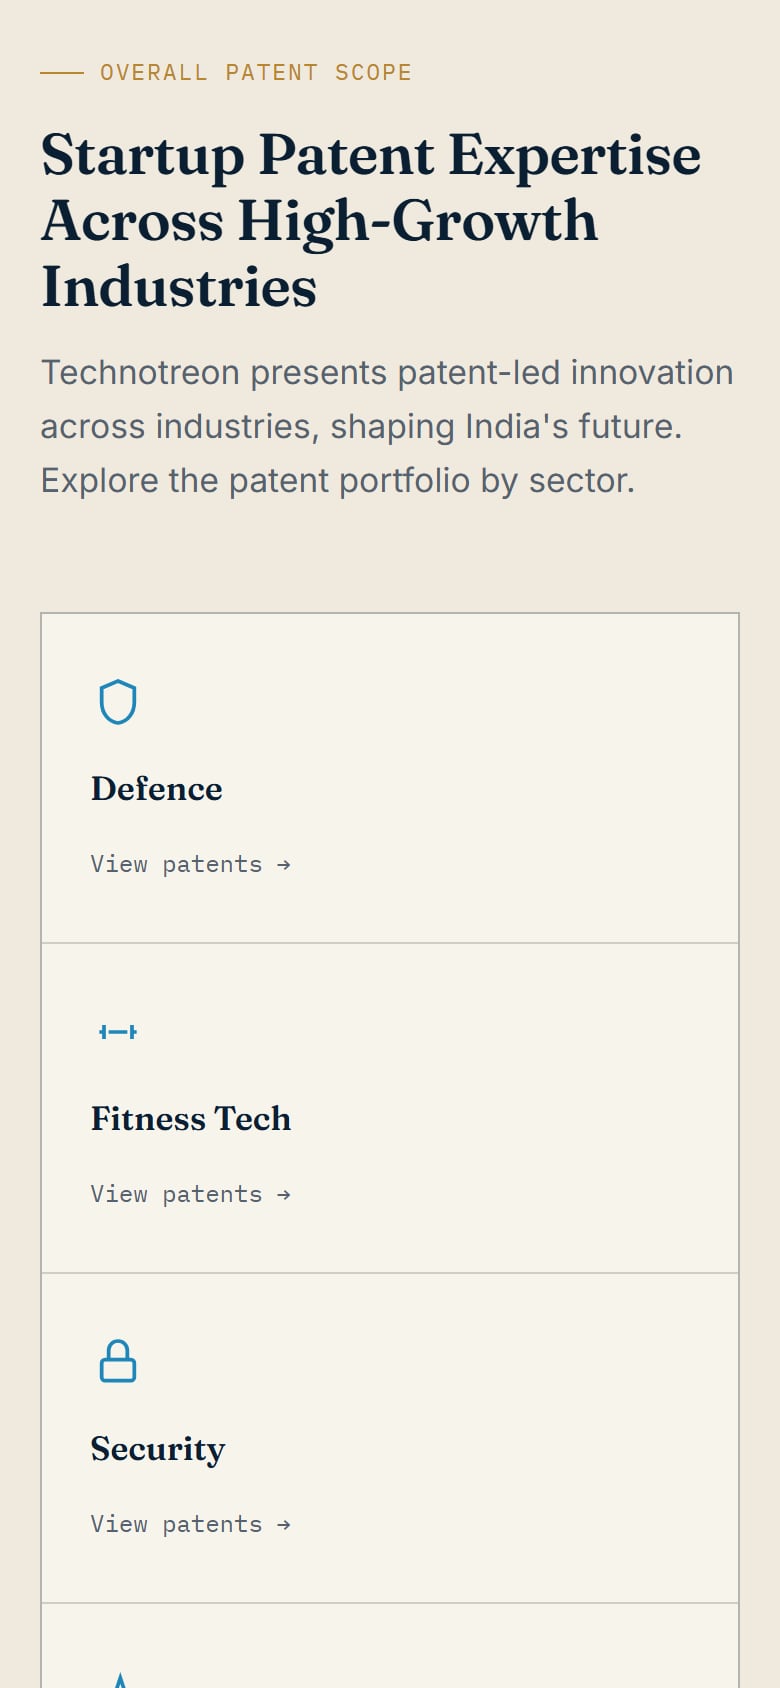 OVERALL PATENT SCOPE
Startup Patent Expertise
Across High-Growth
Industries
Technotreon presents patent-led innovation
across industries, shaping India's future.
Explore the patent portfolio by sector.
Defence
View patents →
Fitness Tech
View patents →
Security
View patents →